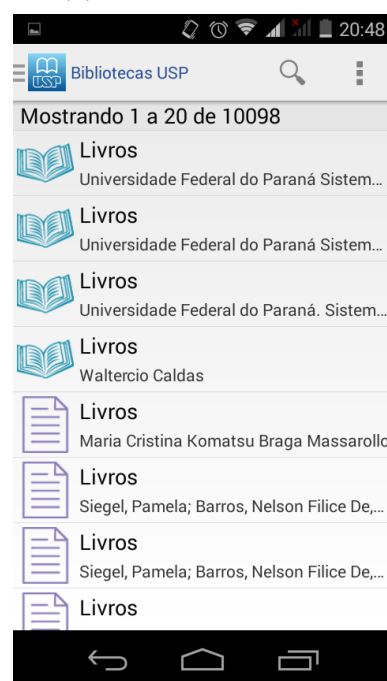 20:48
USP
Bibliotecas USP
Mostrando 1 a 20 de 10098
Livros
Universidade Federal do Paraná Sistem...
Livros
Universidade Federal do Paraná Sistem...
Livros
Universidade Federal do Paraná. Sistem...
Livros
Waltercio Caldas
Livros
Maria Cristina Komatsu Braga Massarollo
Livros
Siegel, Pamela; Barros, Nelson Filice De,...
Livros
Siegel, Pamela; Barros, Nelson Filice De,...
Livros